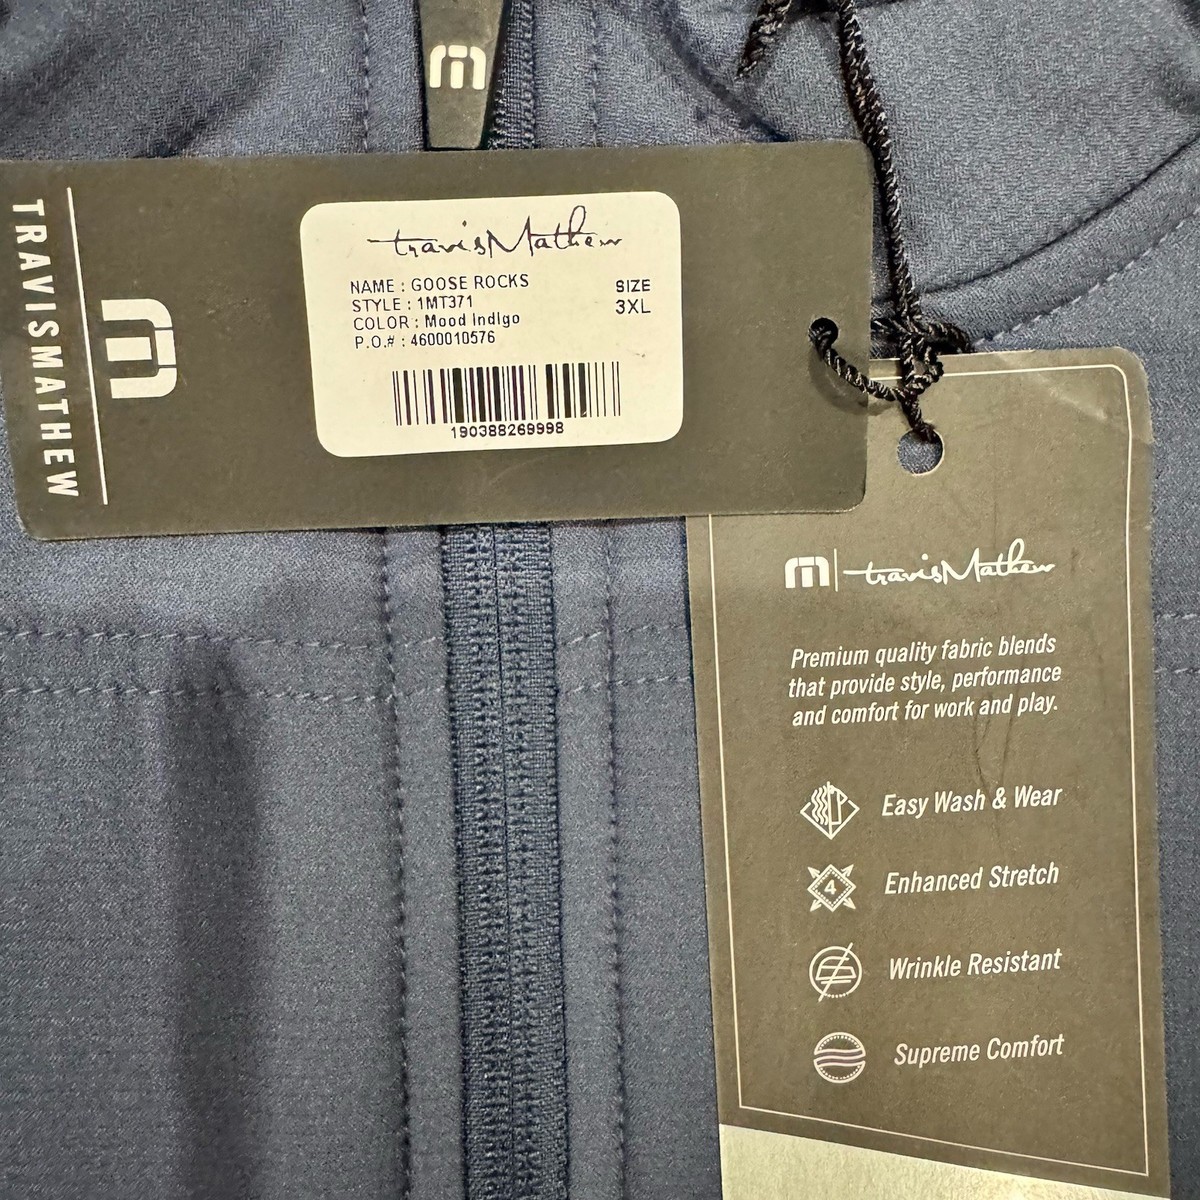 TRAVISMATHEW
travisMathew
NAME : GOOSE ROCKS
STYLE : 1MT371
COLOR : Mood Indigo
P.O.# : 4600010576
SIZE
3XL
190388269998
travisMathew
Premium quality fabric blends
that provide style, performance
and comfort for work and play.
Easy Wash & Wear
4
Enhanced Stretch
Wrinkle Resistant
Supreme Comfort